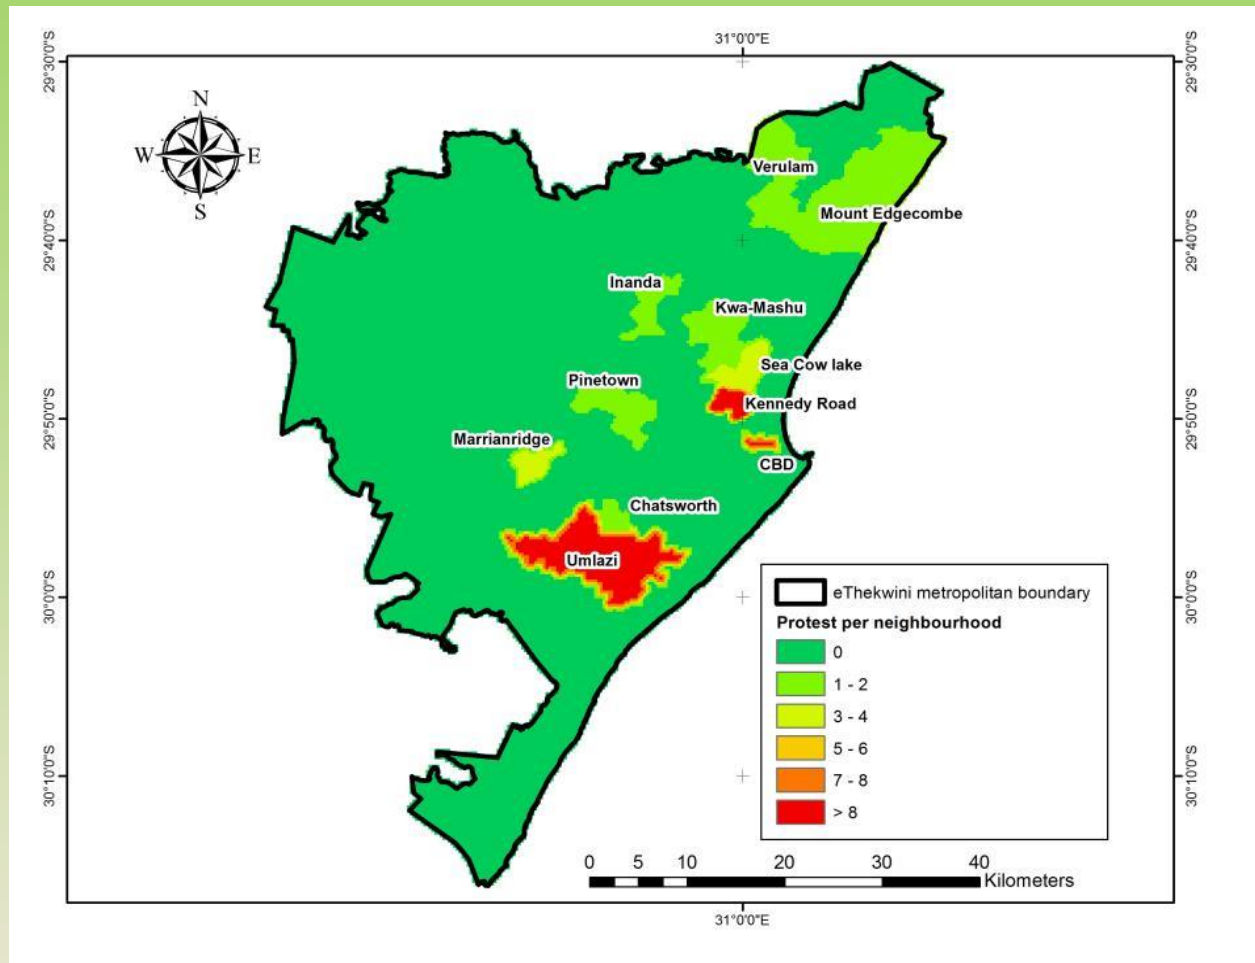 31°0'0"E
29°30'0"S
29°30'0"S
N
W
E
S
Verulam
Mount Edgecombe
29°40'0"S
29°40'0"S
Inanda
Kwa-Mashu
Sea Cow lake
Pinetown
Kennedy Road
29°50'0"S
29°50'0"S
Marrianridge
CBD
Chatsworth
Umlazi
30°0'0"S
30°0'0"S
eThekwini metropolitan boundary
Protest per neighbourhood
0
1 - 2
3 - 4
5 - 6
7 - 8
> 8
30°10'0"S
30°10'0"S
0 5 10 20 30 40
Kilometers
31°0'0"E